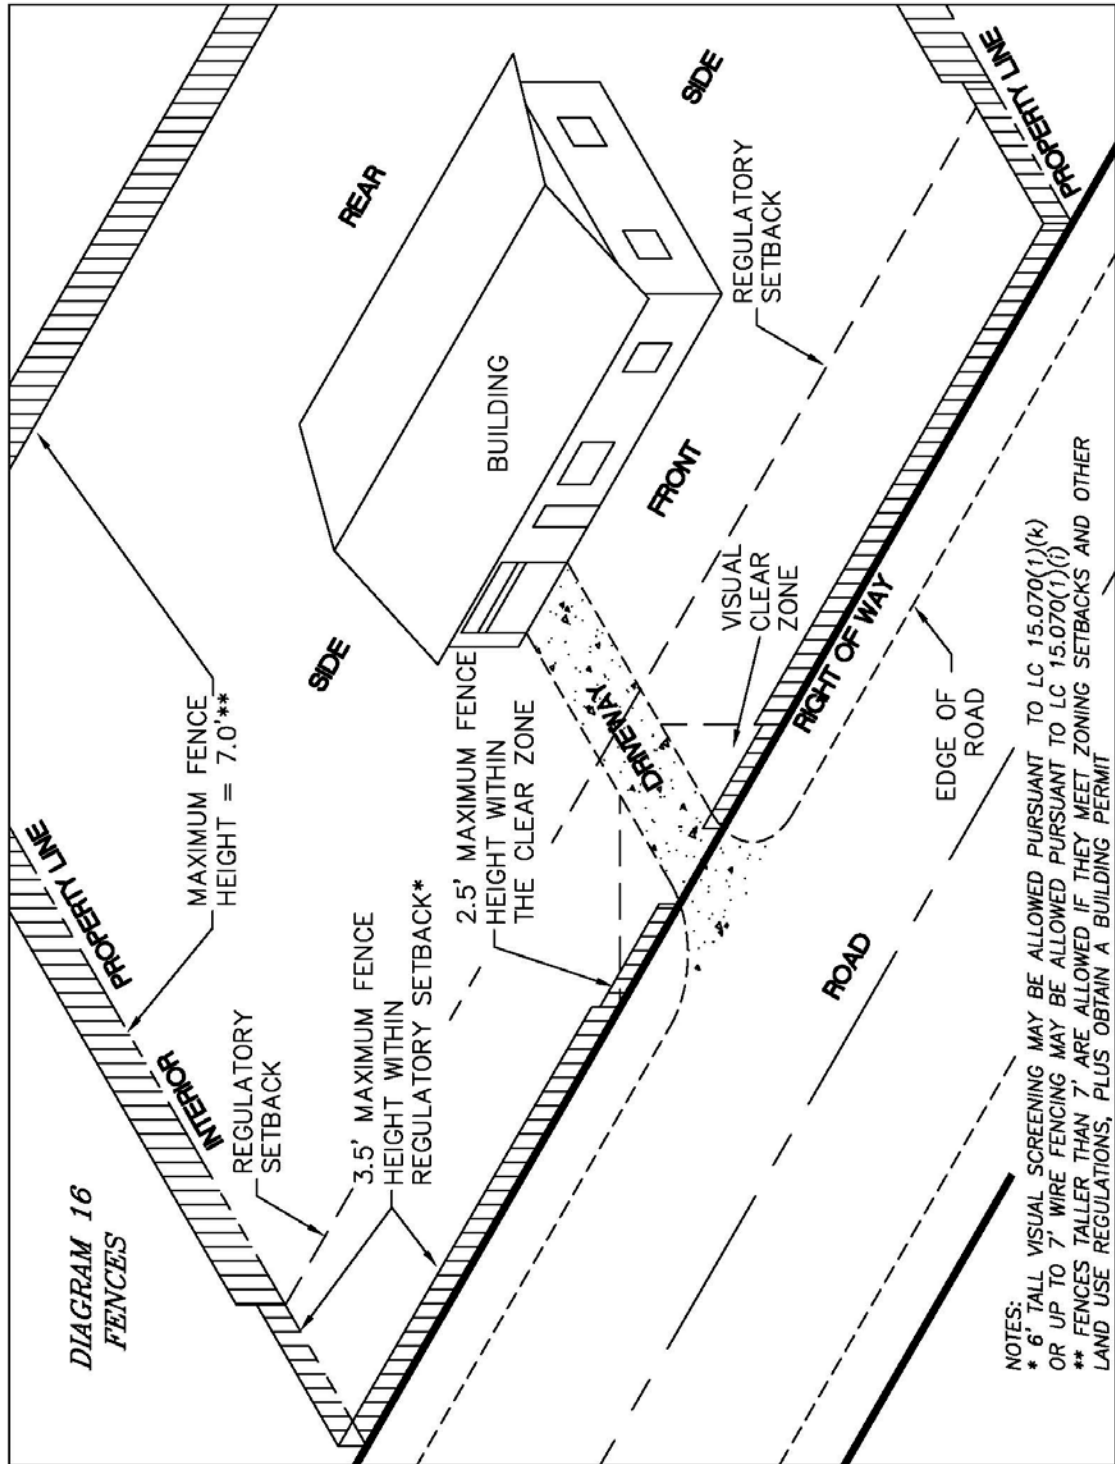 DIAGRAM 16
FENCES
MAXIMUM FENCE
HEIGHT = 7.0'**
PROPERTY LINE
INTERIOR
REGULATORY
SETBACK
3.5' MAXIMUM FENCE
HEIGHT WITHIN
REGULATORY SETBACK*
2.5' MAXIMUM FENCE
HEIGHT WITHIN
THE CLEAR ZONE
SIDE
REAR
SIDE
BUILDING
FRONT
REGULATORY
SETBACK
DRIVEWAY
VISUAL
CLEAR
ZONE
PROPERTY LINE
RIGHT OF WAY
ROAD
EDGE OF
ROAD
NOTES:
* 6' TALL VISUAL SCREENING MAY BE ALLOWED PURSUANT TO LC 15.070(1)(k)
OR UP TO 7' WIRE FENCING MAY BE ALLOWED PURSUANT TO LC 15.070(1)(i)
** FENCES TALLER THAN 7' ARE ALLOWED IF THEY MEET ZONING SETBACKS AND OTHER
LAND USE REGULATIONS, PLUS OBTAIN A BUILDING PERMIT